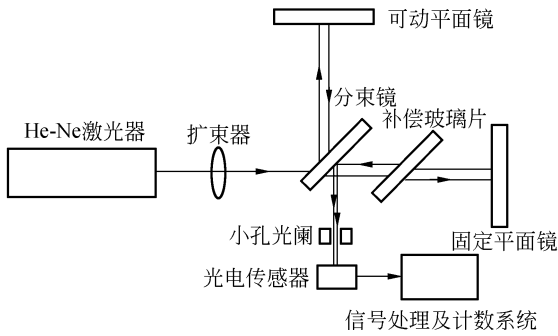 可动平面镜
分束镜
补偿玻璃片
He-Ne激光器
扩束器
小孔光阑
固定平面镜
光电传感器
信号处理及计数系统